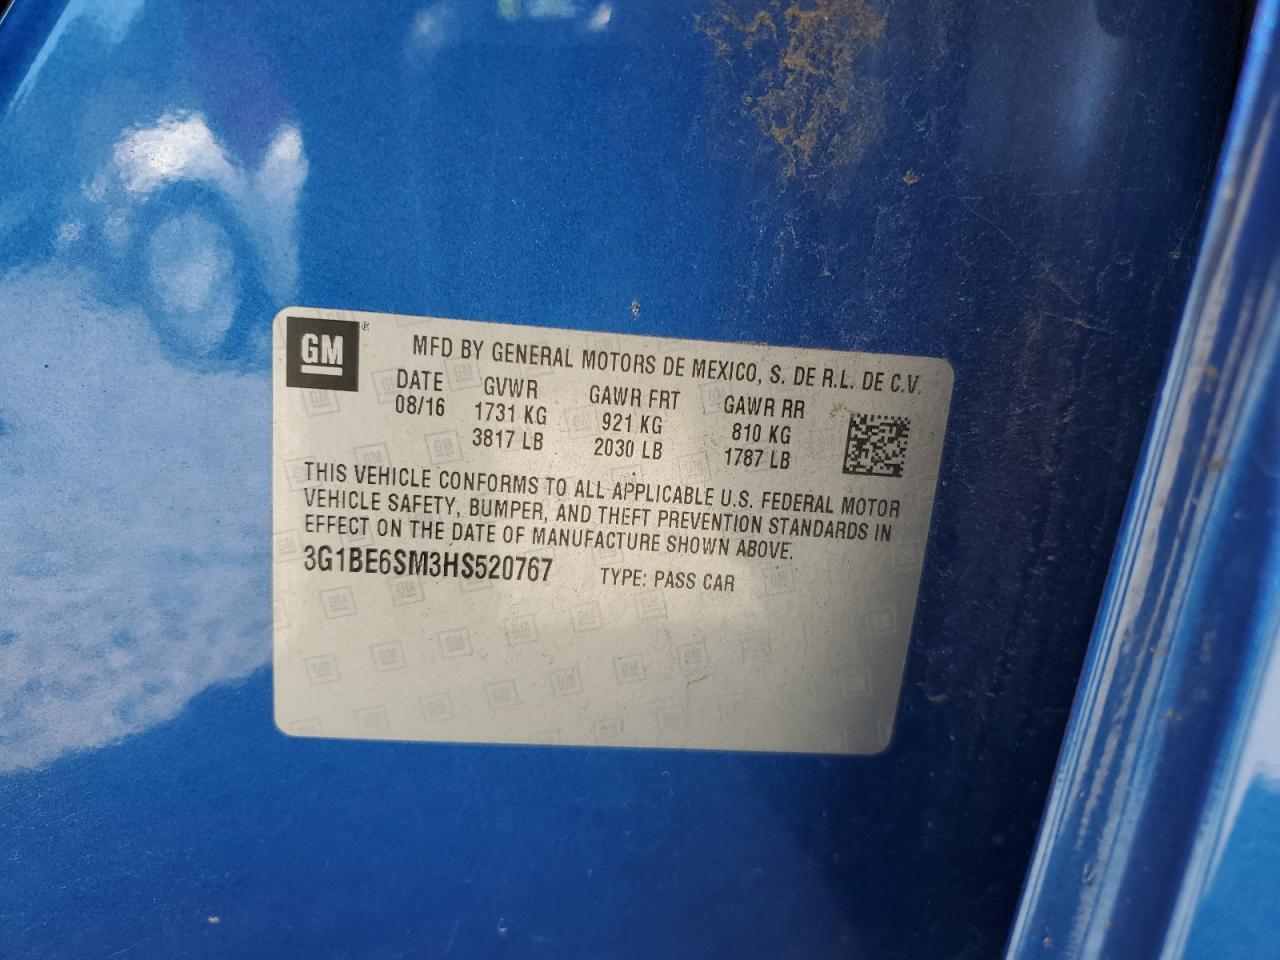 GM ®
MFD BY GENERAL MOTORS DE MEXICO, S. DE R.L. DE C.V.
DATE GVWR GAWR FRT GAWR RR
08/16 1731 KG 921 KG 810 KG
3817 LB 2030 LB 1787 LB
THIS VEHICLE CONFORMS TO ALL APPLICABLE U.S. FEDERAL MOTOR
VEHICLE SAFETY, BUMPER, AND THEFT PREVENTION STANDARDS IN
EFFECT ON THE DATE OF MANUFACTURE SHOWN ABOVE.
3G1BE6SM3HS520767 TYPE: PASS CAR